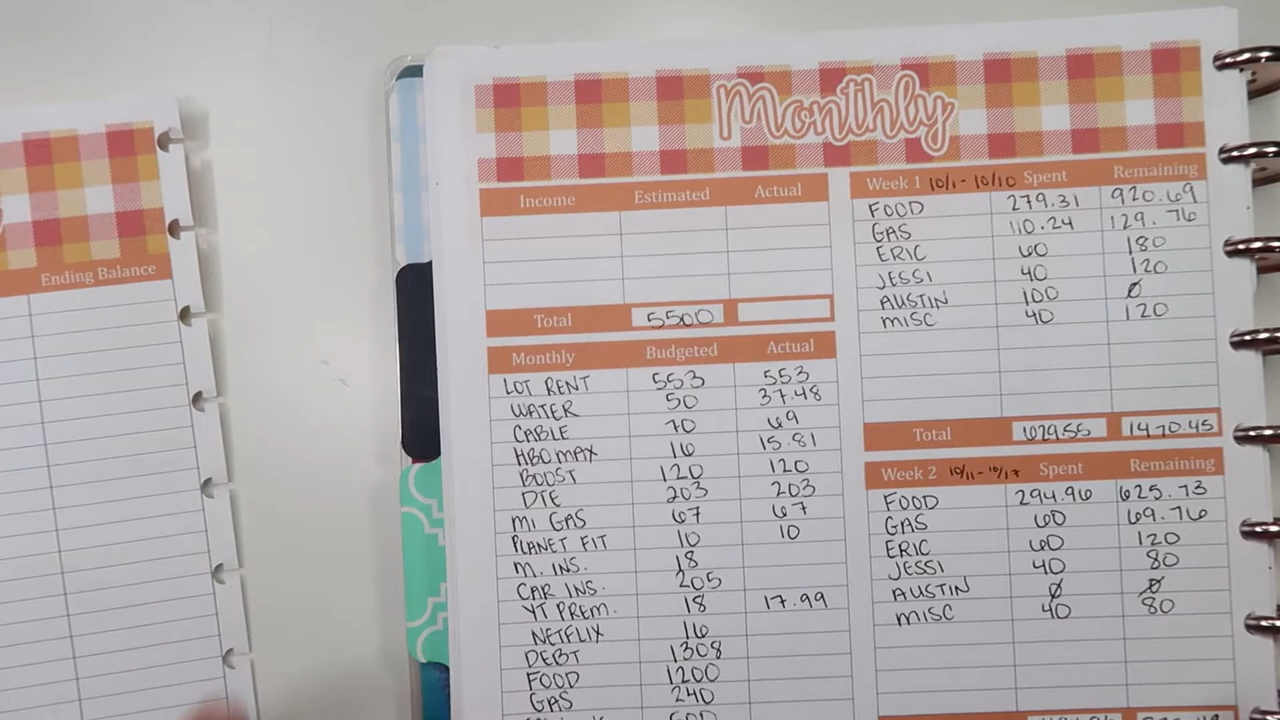 Ending Balance
Monthly
Income Estimated Actual
Total 5500
Monthly Budgeted Actual
LOT RENT 553 553
WATER 50 37.48
CABLE 70 69
HBO MAX 16 15.81
BOOST 120 120
DTE 203 203
MI GAS 67 67
PLANET FIT 10 10
M. INS. 18
CAR INS. 205
YT PREM. 18 17.99
NETFLIX 16
DEBT 1308
FOOD 1200
GAS 240
Week 1 10/1 - 10/10 Spent Remaining
FOOD 279.31 920.69
GAS 110.24 129.76
ERIC 60 180
JESSI 40 120
AUSTIN 100 Ø
MISC 40 120
Total 629.55 1470.45
Week 2 10/11 - 10/17 Spent Remaining
FOOD 294.96 625.73
GAS 60 69.76
ERIC 60 120
JESSI 40 80
AUSTIN Ø Ø
MISC 40 80